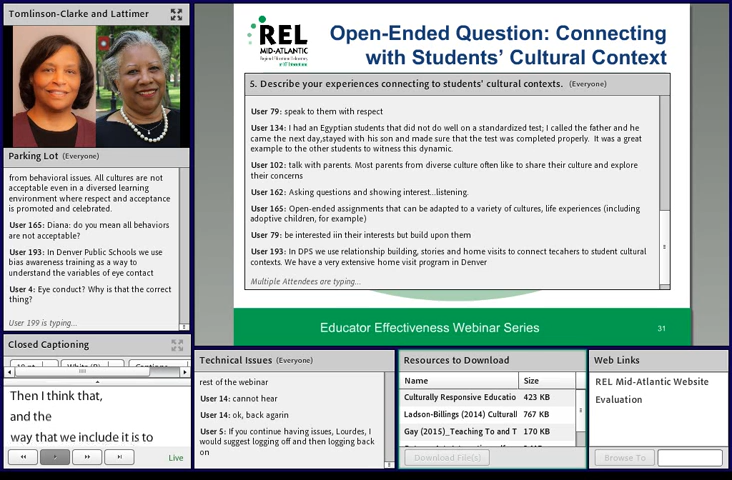 Tomlinson-Clarke and Lattimer
Parking Lot (Everyone)
from behavioral issues. All cultures are not
acceptable even in a diversed learning
environment where respect and acceptance
is promoted and celebrated.
User 165: Diana: do you mean all behaviors
are not acceptable?
User 193: In Denver Public Schools we use
bias awareness training as a way to
understand the variables of eye contact
User 4: Eye conduct? Why is that the correct
thing?
User 199 is typing...
Closed Captioning
Then I think that,
and the
way that we include it is to
Live
REL
MID-ATLANTIC
Open-Ended Question: Connecting
with Students' Cultural Context
5. Describe your experiences connecting to students' cultural contexts. (Everyone)
User 79: speak to them with respect
User 134: I had an Egyptian students that did not do well on a standardized test; I called the father and he
came the next day,stayed with his son and made sure that the test was completed properly. It was a great
example to the other students to witness this dynamic.
User 102: talk with parents. Most parents from diverse culture often like to share their culture and explore
their concerns
User 162: Asking questions and showing interest...listening.
User 165: Open-ended assignments that can be adapted to a variety of cultures, life experiences (including
adoptive children, for example)
User 79: be interested iin their interests but build upon them
User 193: In DPS we use relationship building, stories and home visits to connect tecahers to student cultural
contexts. We have a very extensive home visit program in Denver
Multiple Attendees are typing...
Educator Effectiveness Webinar Series
31
Technical Issues (Everyone)
rest of the webinar
User 14: cannot hear
User 14: ok, back agarin
User 5: If you continue having issues, Lourdes, I
would suggest logging off and then logging back
on
Resources to Download
Name Size
Culturally Responsive Educatio 423 KB
Ladson-Billings (2014) Culturall 767 KB
Gay (2015)_Teaching To and T 170 KB
Download File(s)
Web Links
REL Mid-Atlantic Website
Evaluation
Browse To